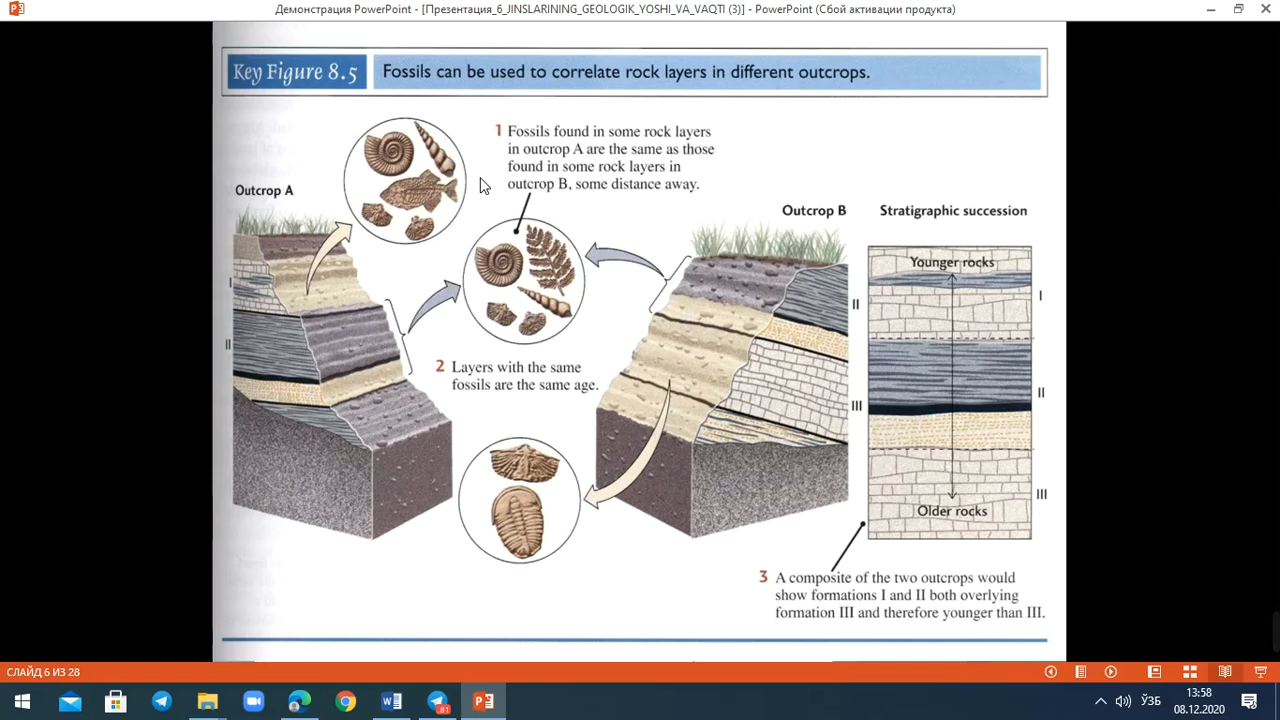 Демонстрация PowerPoint - [Презентация_6_JINSLARINING_GEOLOGIK_YOSHI_VA_VAQTI (3)] - PowerPoint (Сбой активации продукта)
Key Figure 8.5
Fossils can be used to correlate rock layers in different outcrops.
1 Fossils found in some rock layers
in outcrop A are the same as those
found in some rock layers in
outcrop B, some distance away.
Outcrop A
Outcrop B
Stratigraphic succession
Younger rocks
I
I
II
II
II
2 Layers with the same
fossils are the same age.
III
III
Older rocks
3 A composite of the two outcrops would
show formations I and II both overlying
formation III and therefore younger than III.
СЛАЙД 6 ИЗ 28
81
ЎЗБ
13:58
08.12.2020